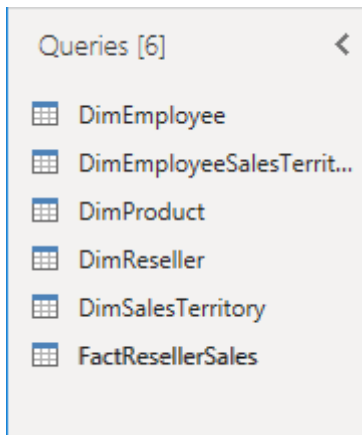 Queries [6]
DimEmployee
DimEmployeeSalesTerrit...
DimProduct
DimReseller
DimSalesTerritory
FactResellerSales